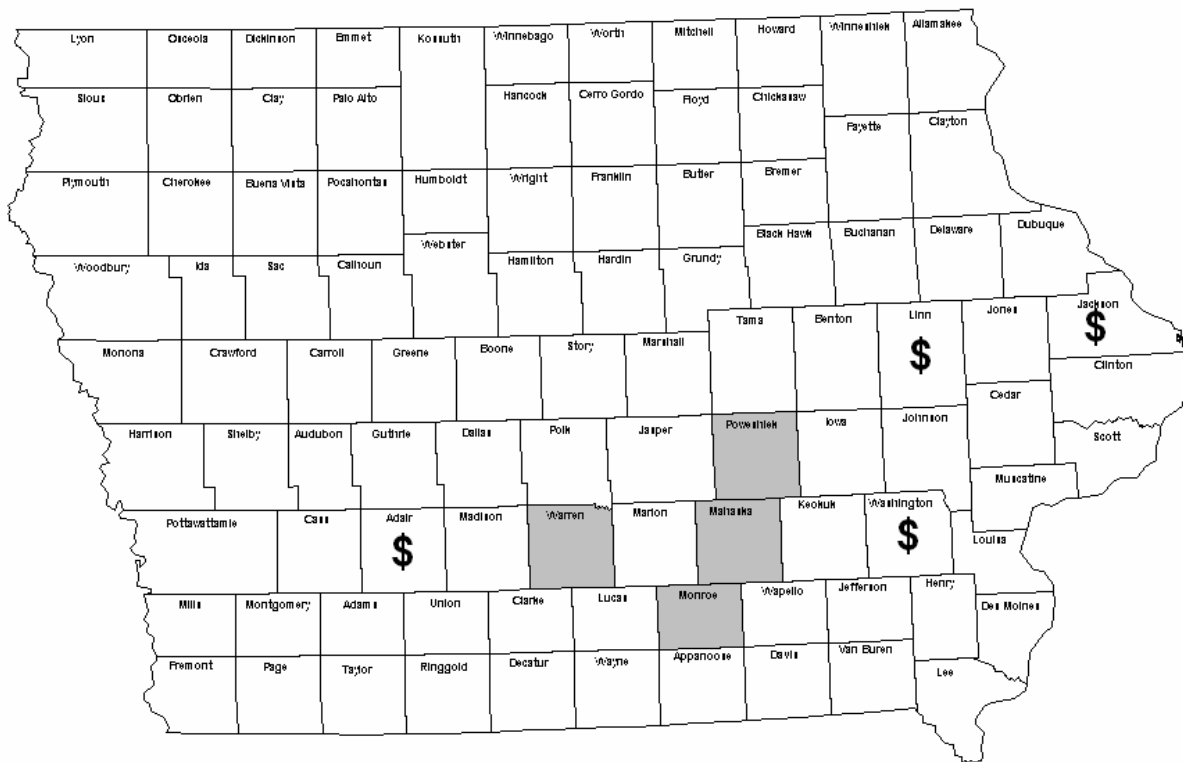 Lyon
Osceola
Dickinson
Emmet
Kossuth
Winnebago
Worth
Mitchell
Howard
Winneshiek
Allamakee
Sioux
Obrien
Clay
Palo Alto
Hancock
Cerro Gordo
Floyd
Chickasaw
Fayette
Clayton
Plymouth
Cherokee
Buena Vista
Pocahontas
Humboldt
Wright
Franklin
Butler
Bremer
Webster
Black Hawk
Buchanan
Delaware
Dubuque
Woodbury
Ida
Sac
Calhoun
Hamilton
Hardin
Grundy
Tama
Benton
Linn
$
Jones
Jackson
$
Monona
Crawford
Carroll
Greene
Boone
Story
Marshall
Clinton
Cedar
Harrison
Shelby
Audubon
Guthrie
Dallas
Polk
Jasper
Poweshiek
Iowa
Johnson
Scott
Muscatine
Pottawattamie
Cass
Adair
$
Madison
Warren
Marion
Mahaska
Keokuk
Washington
$
Louisa
Mills
Montgomery
Adams
Union
Clarke
Lucas
Monroe
Wapello
Jefferson
Henry
Des Moines
Fremont
Page
Taylor
Ringgold
Decatur
Wayne
Appanoose
Davis
Van Buren
Lee